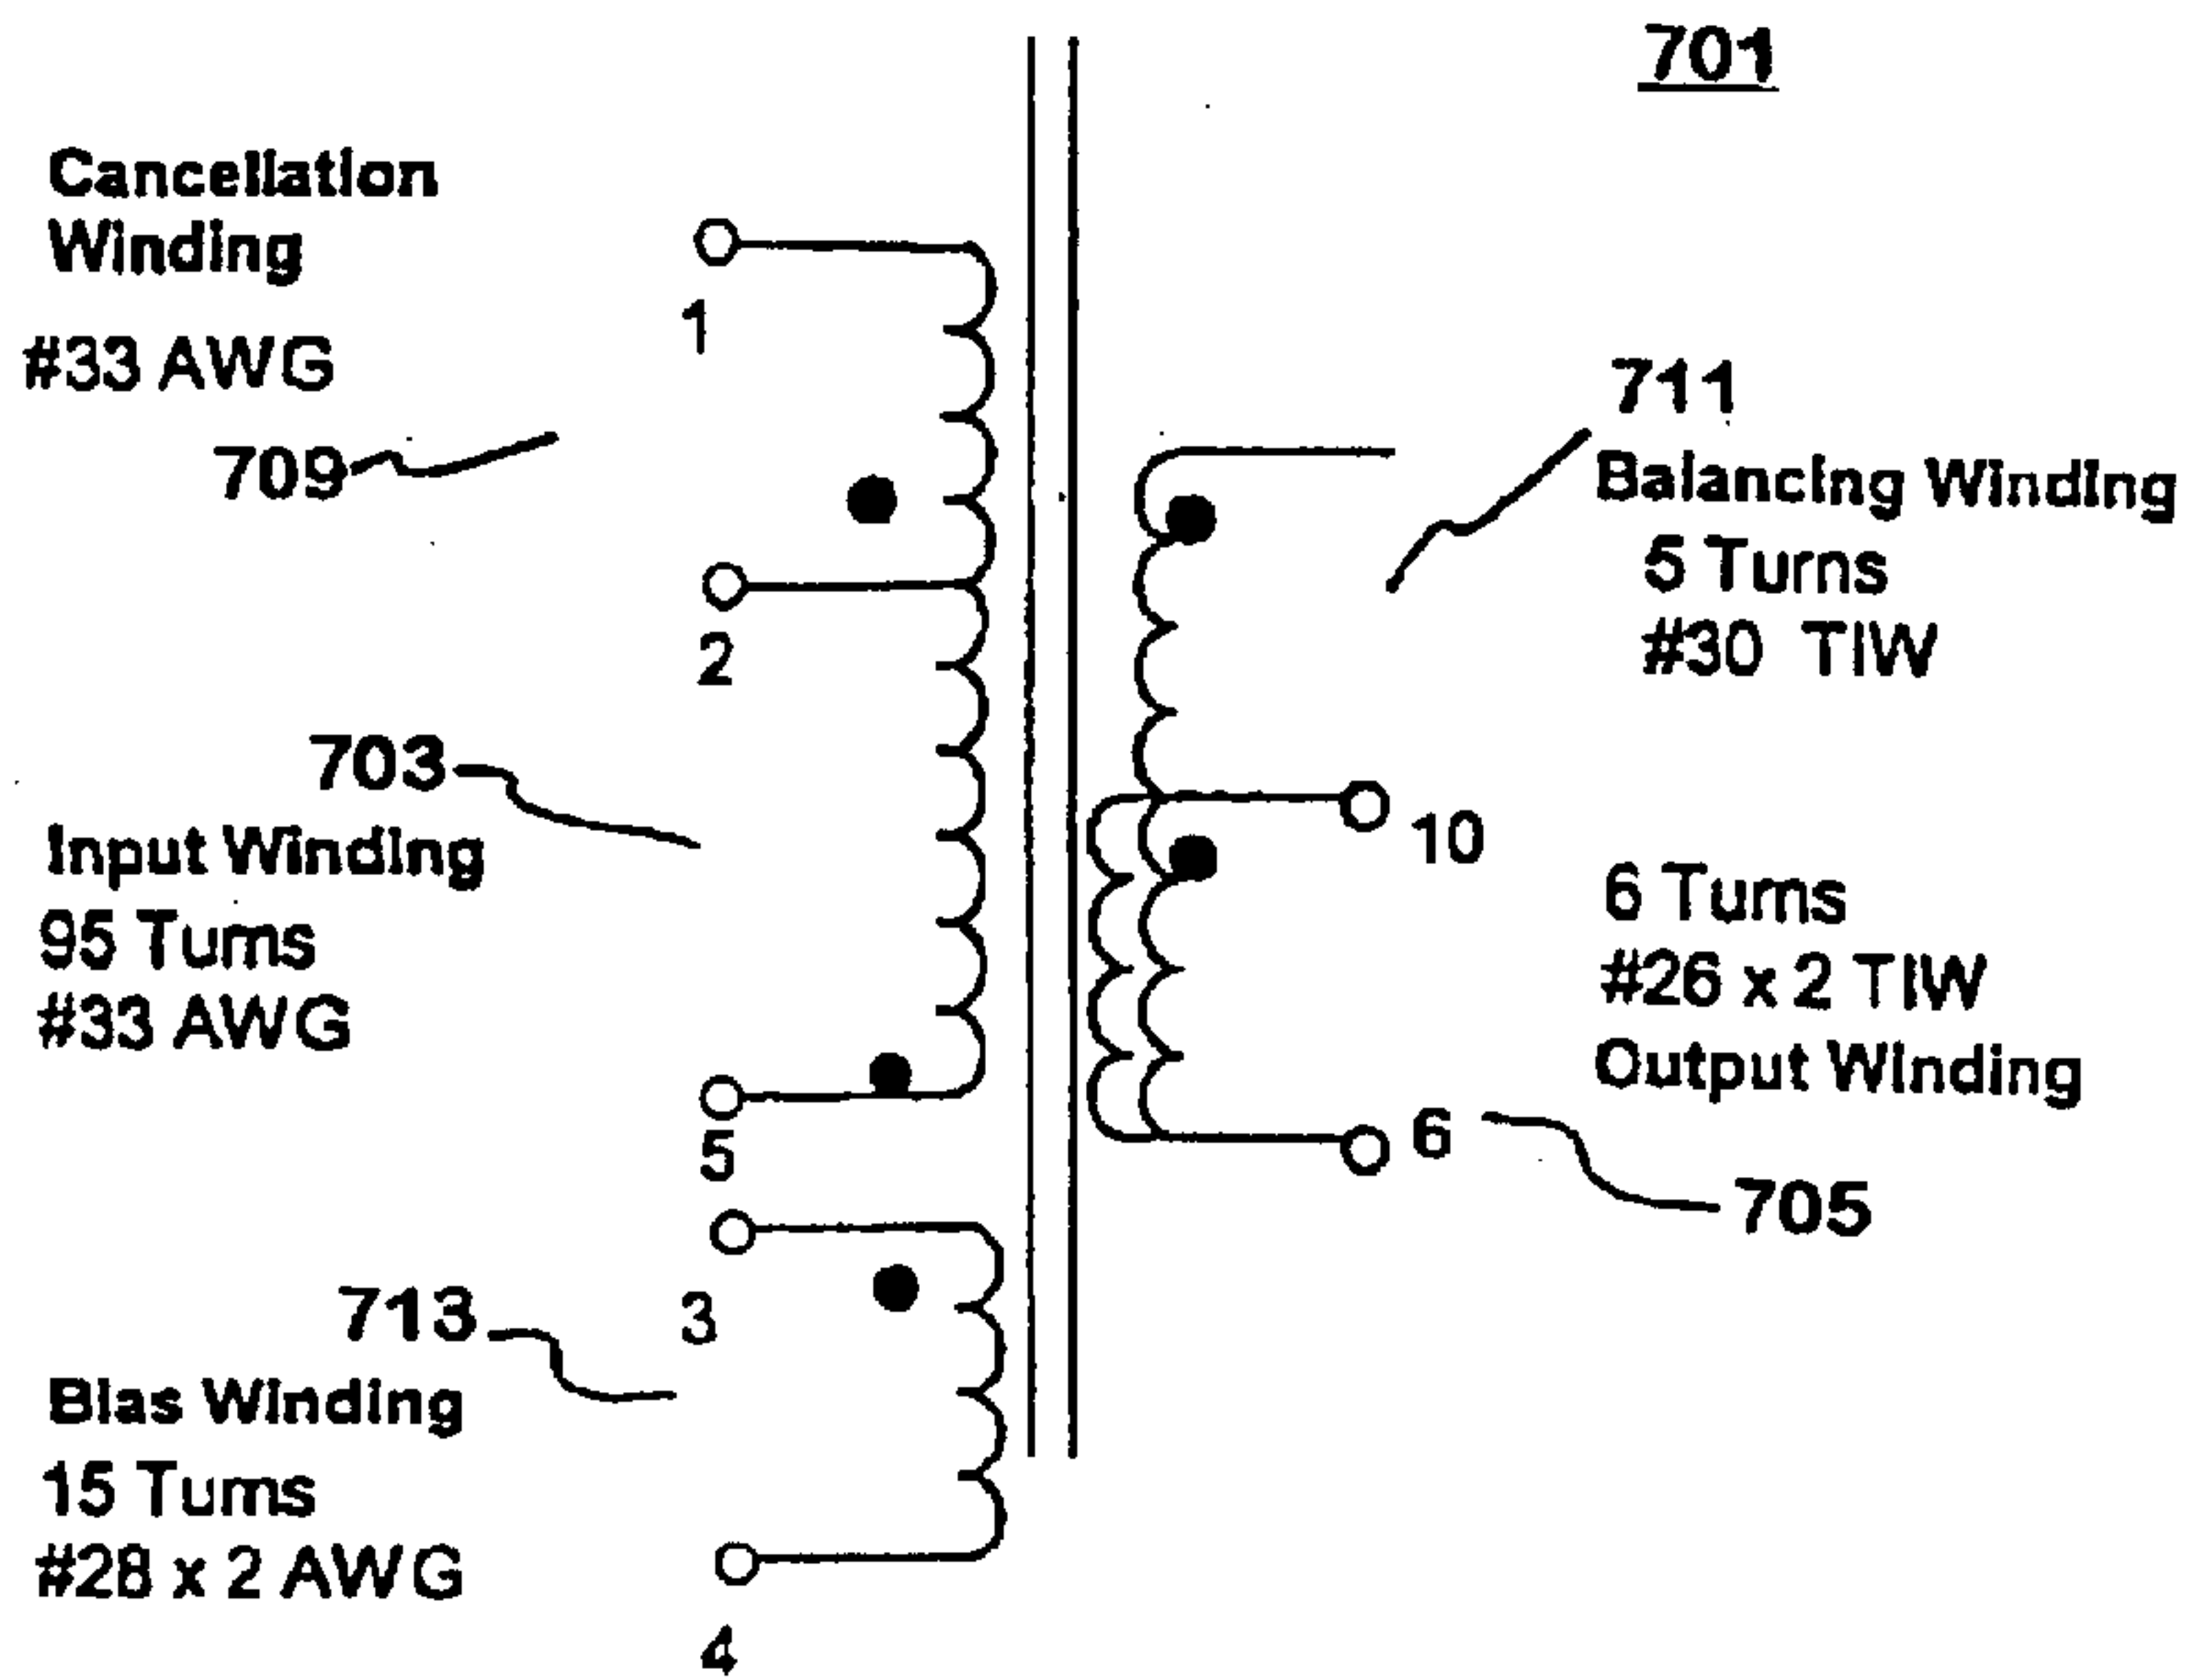 701
Cancellation
Winding
#33 AWG
709
1
2
703
Input Winding
95 Turns
#33 AWG
5
3
713
Bias Winding
15 Turns
#28 x 2 AWG
4
711
Balancing Winding
5 Turns
#30 TIW
10
6 Turns
#26 x 2 TIW
Output Winding
6
705